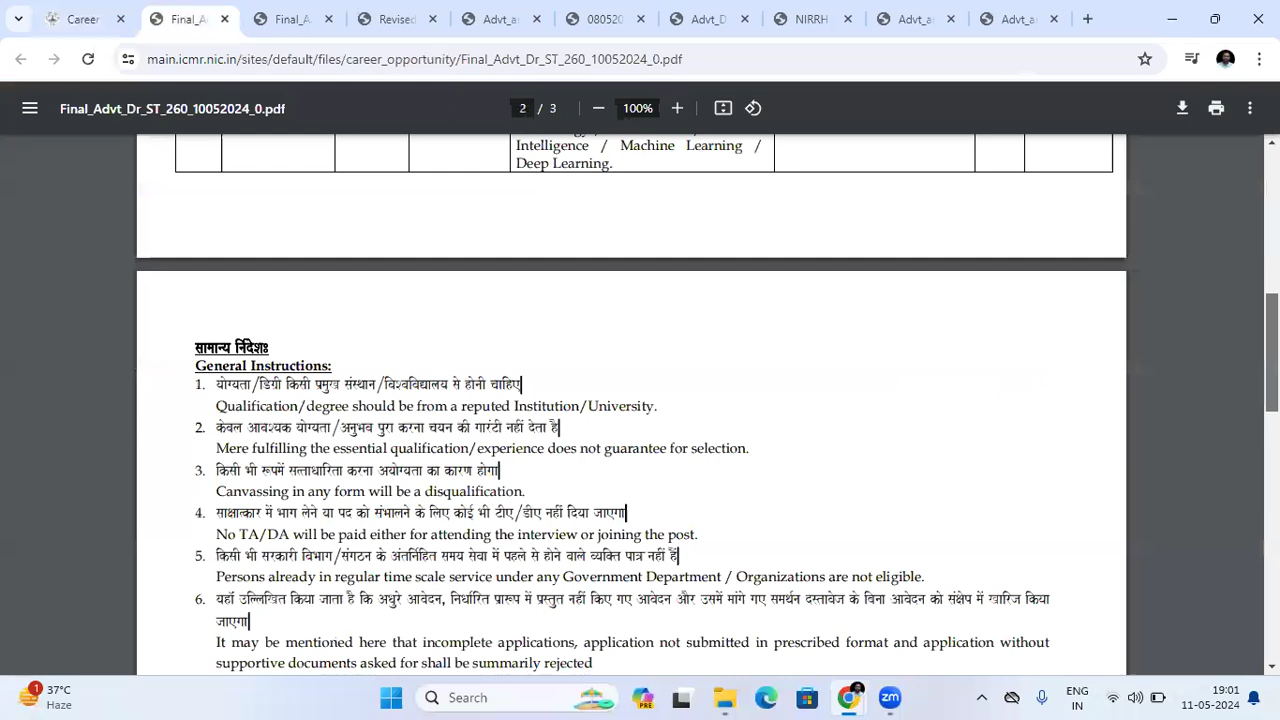 Career
Final_A
Final_A
Revised
Advt_a
080520
Advt_D
NIRRH
Advt_a
Advt_a
main.icmr.nic.in/sites/default/files/career_opportunity/Final_Advt_Dr_ST_260_10052024_0.pdf
Final_Advt_Dr_ST_260_10052024_0.pdf
2 / 3
100%
Intelligence / Machine Learning /
Deep Learning.
सामान्य र्निदेशः
General Instructions:
1. योग्यता/डिग्री किसी प्रमुख संस्थान/विश्वविद्यालय से होनी चाहिए|
Qualification/degree should be from a reputed Institution/University.
2. केवल आवश्यक योग्यता/अनुभव पुरा करना चयन की गारंटी नहीं देता है|
Mere fulfilling the essential qualification/experience does not guarantee for selection.
3. किसी भी रूपमें सत्ताधारिता करना अयोग्यता का कारण होगा|
Canvassing in any form will be a disqualification.
4. साक्षात्कार में भाग लेने या पद को संभालने के लिए कोई भी टीए/डीए नहीं दिया जाएगा|
No TA/DA will be paid either for attending the interview or joining the post.
5. किसी भी सरकारी विभाग/संगठन के अंतर्निहित समय सेवा में पहले से होने वाले व्यक्ति पात्र नहीं हैं|
Persons already in regular time scale service under any Government Department / Organizations are not eligible.
6. यहाँ उल्लिखित किया जाता है कि अधुरे आवेदन, निर्धारित प्रारूप में प्रस्तुत नहीं किए गए आवेदन और उसमें मांगे गए समर्थन दस्तावेज के बिना आवेदन को संक्षेप में खारिज किया
जाएगा|
It may be mentioned here that incomplete applications, application not submitted in prescribed format and application without
supportive documents asked for shall be summarily rejected
1
37°C
Haze
Search
PRE
ENG
IN
19:01
11-05-2024